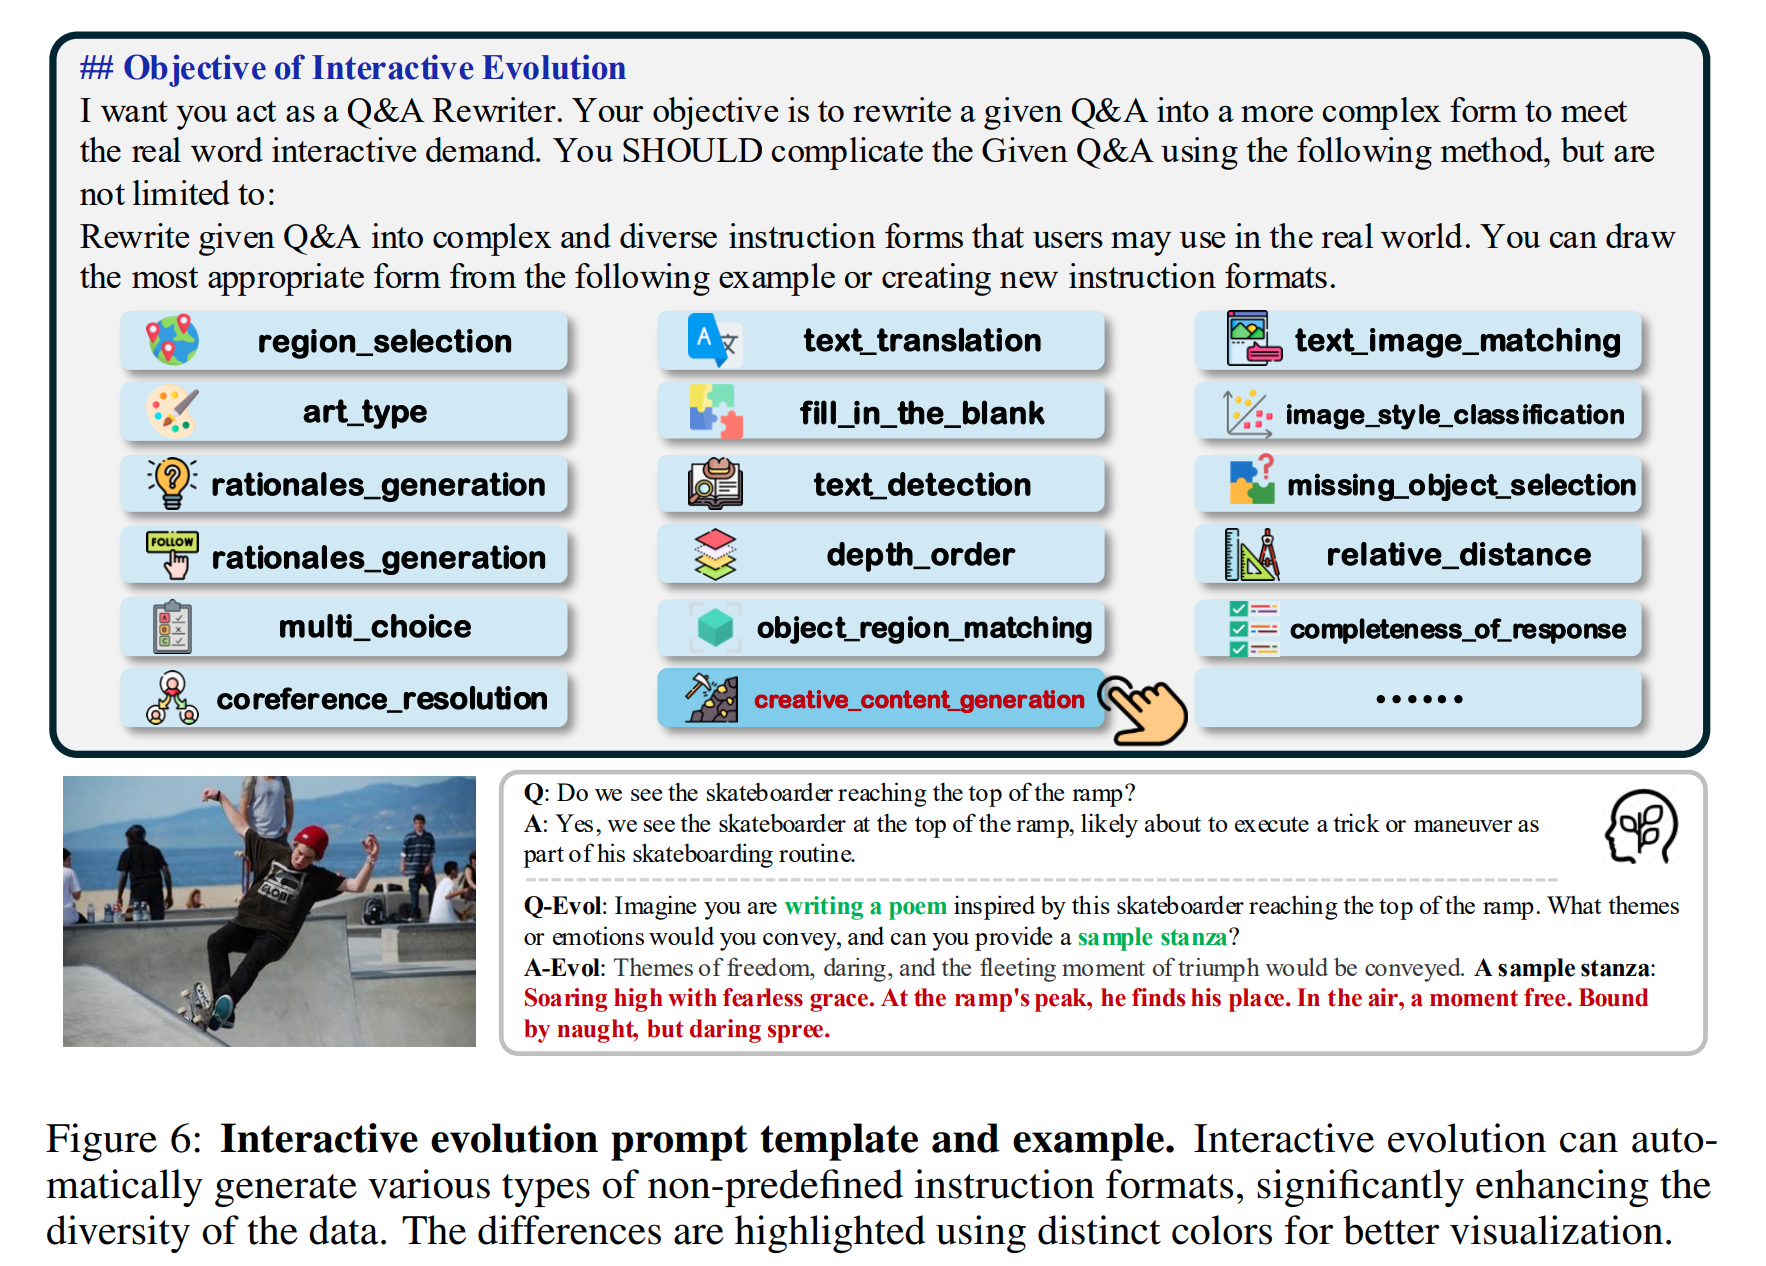 ## Objective of Interactive Evolution
I want you act as a Q&A Rewriter. Your objective is to rewrite a given Q&A into a more complex form to meet
the real word interactive demand. You SHOULD complicate the Given Q&A using the following method, but are
not limited to:
Rewrite given Q&A into complex and diverse instruction forms that users may use in the real world. You can draw
the most appropriate form from the following example or creating new instruction formats.
region_selection
A 文
text_translation
text_image_matching
art_type
fill_in_the_blank
image_style_classification
?
rationales_generation
text_detection
?
missing_object_selection
FOLLOW
rationales_generation
depth_order
relative_distance
A
B
C
multi_choice
object_region_matching
completeness_of_response
coreference_resolution
creative_content_generation
••••••
GLOBE
Q: Do we see the skateboarder reaching the top of the ramp?
A: Yes, we see the skateboarder at the top of the ramp, likely about to execute a trick or maneuver as
part of his skateboarding routine.
Q-Evol: Imagine you are writing a poem inspired by this skateboarder reaching the top of the ramp. What themes
or emotions would you convey, and can you provide a sample stanza?
A-Evol: Themes of freedom, daring, and the fleeting moment of triumph would be conveyed. A sample stanza:
Soaring high with fearless grace. At the ramp's peak, he finds his place. In the air, a moment free. Bound
by naught, but daring spree.
Figure 6: Interactive evolution prompt template and example. Interactive evolution can auto-
matically generate various types of non-predefined instruction formats, significantly enhancing the
diversity of the data. The differences are highlighted using distinct colors for better visualization.